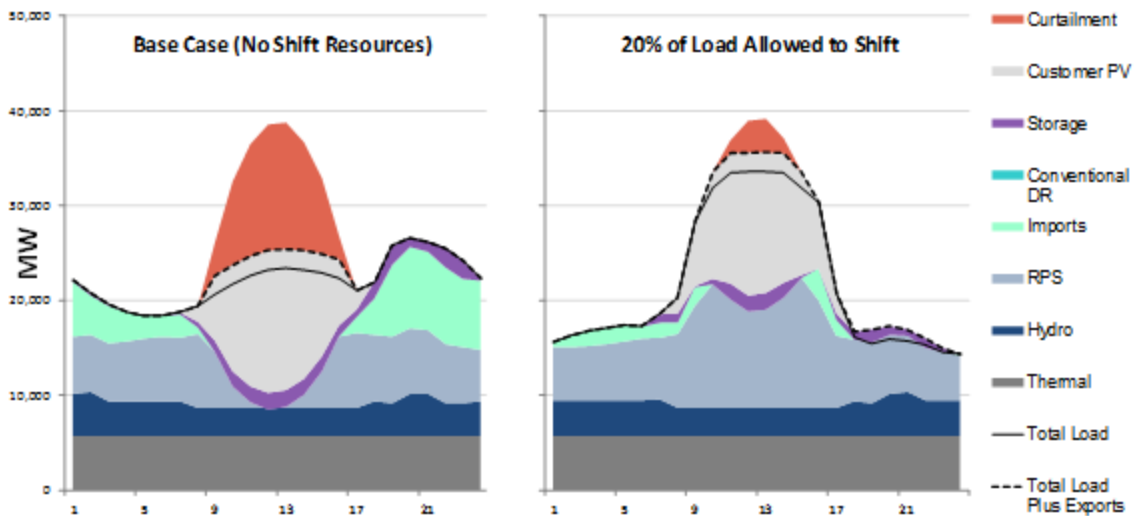 50,000
40,000
30,000
20,000
10,000
0
MW
Base Case (No Shift Resources)
1 5 9 13 17 21
20% of Load Allowed to Shift
1 5 9 13 17 21
Curtailment
Customer PV
Storage
Conventional
DR
Imports
RPS
Hydro
Thermal
Total Load
Total Load
Plus Exports